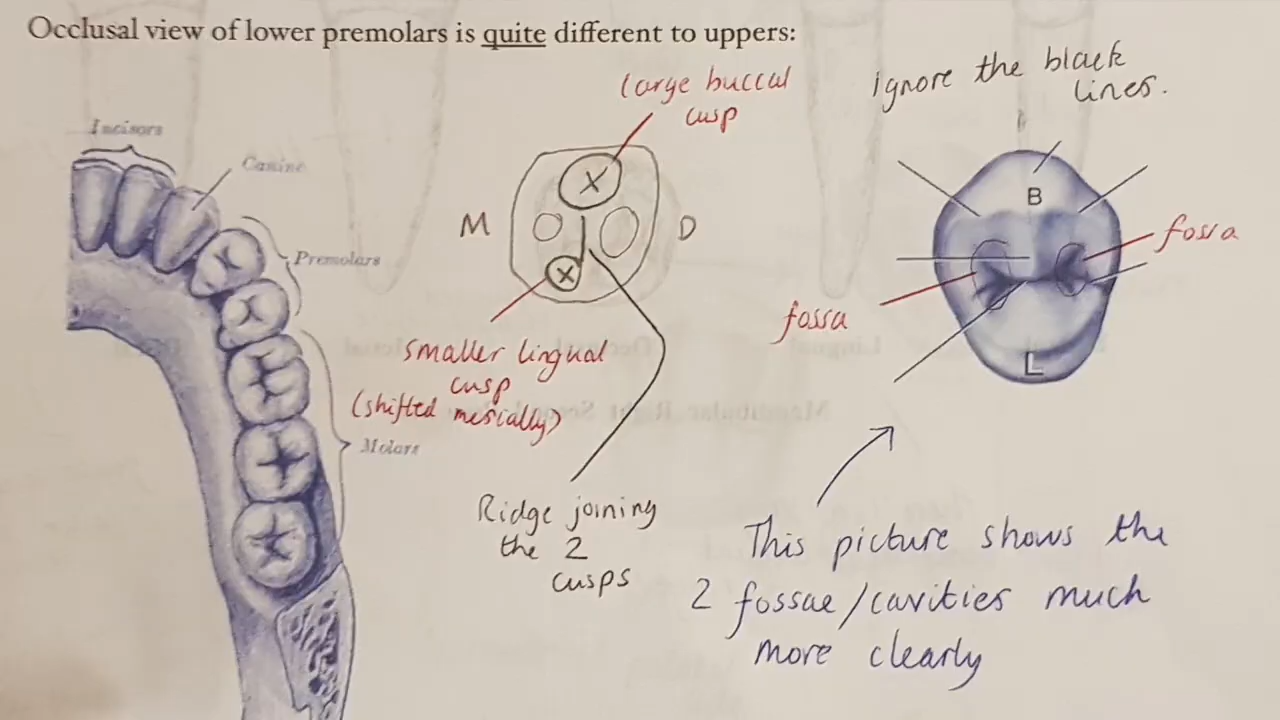 Occlusal view of lower premolars is quite different to uppers:
Incisors
Canine
Premolars
Molars
large buccal
cusp
M
D
smaller lingual
cusp
(shifted mesially)
Ridge joining
the 2
cusps
ignore the black
lines.
B
fossa
fossa
L
This picture shows the
2 fossae/cavities much
more clearly